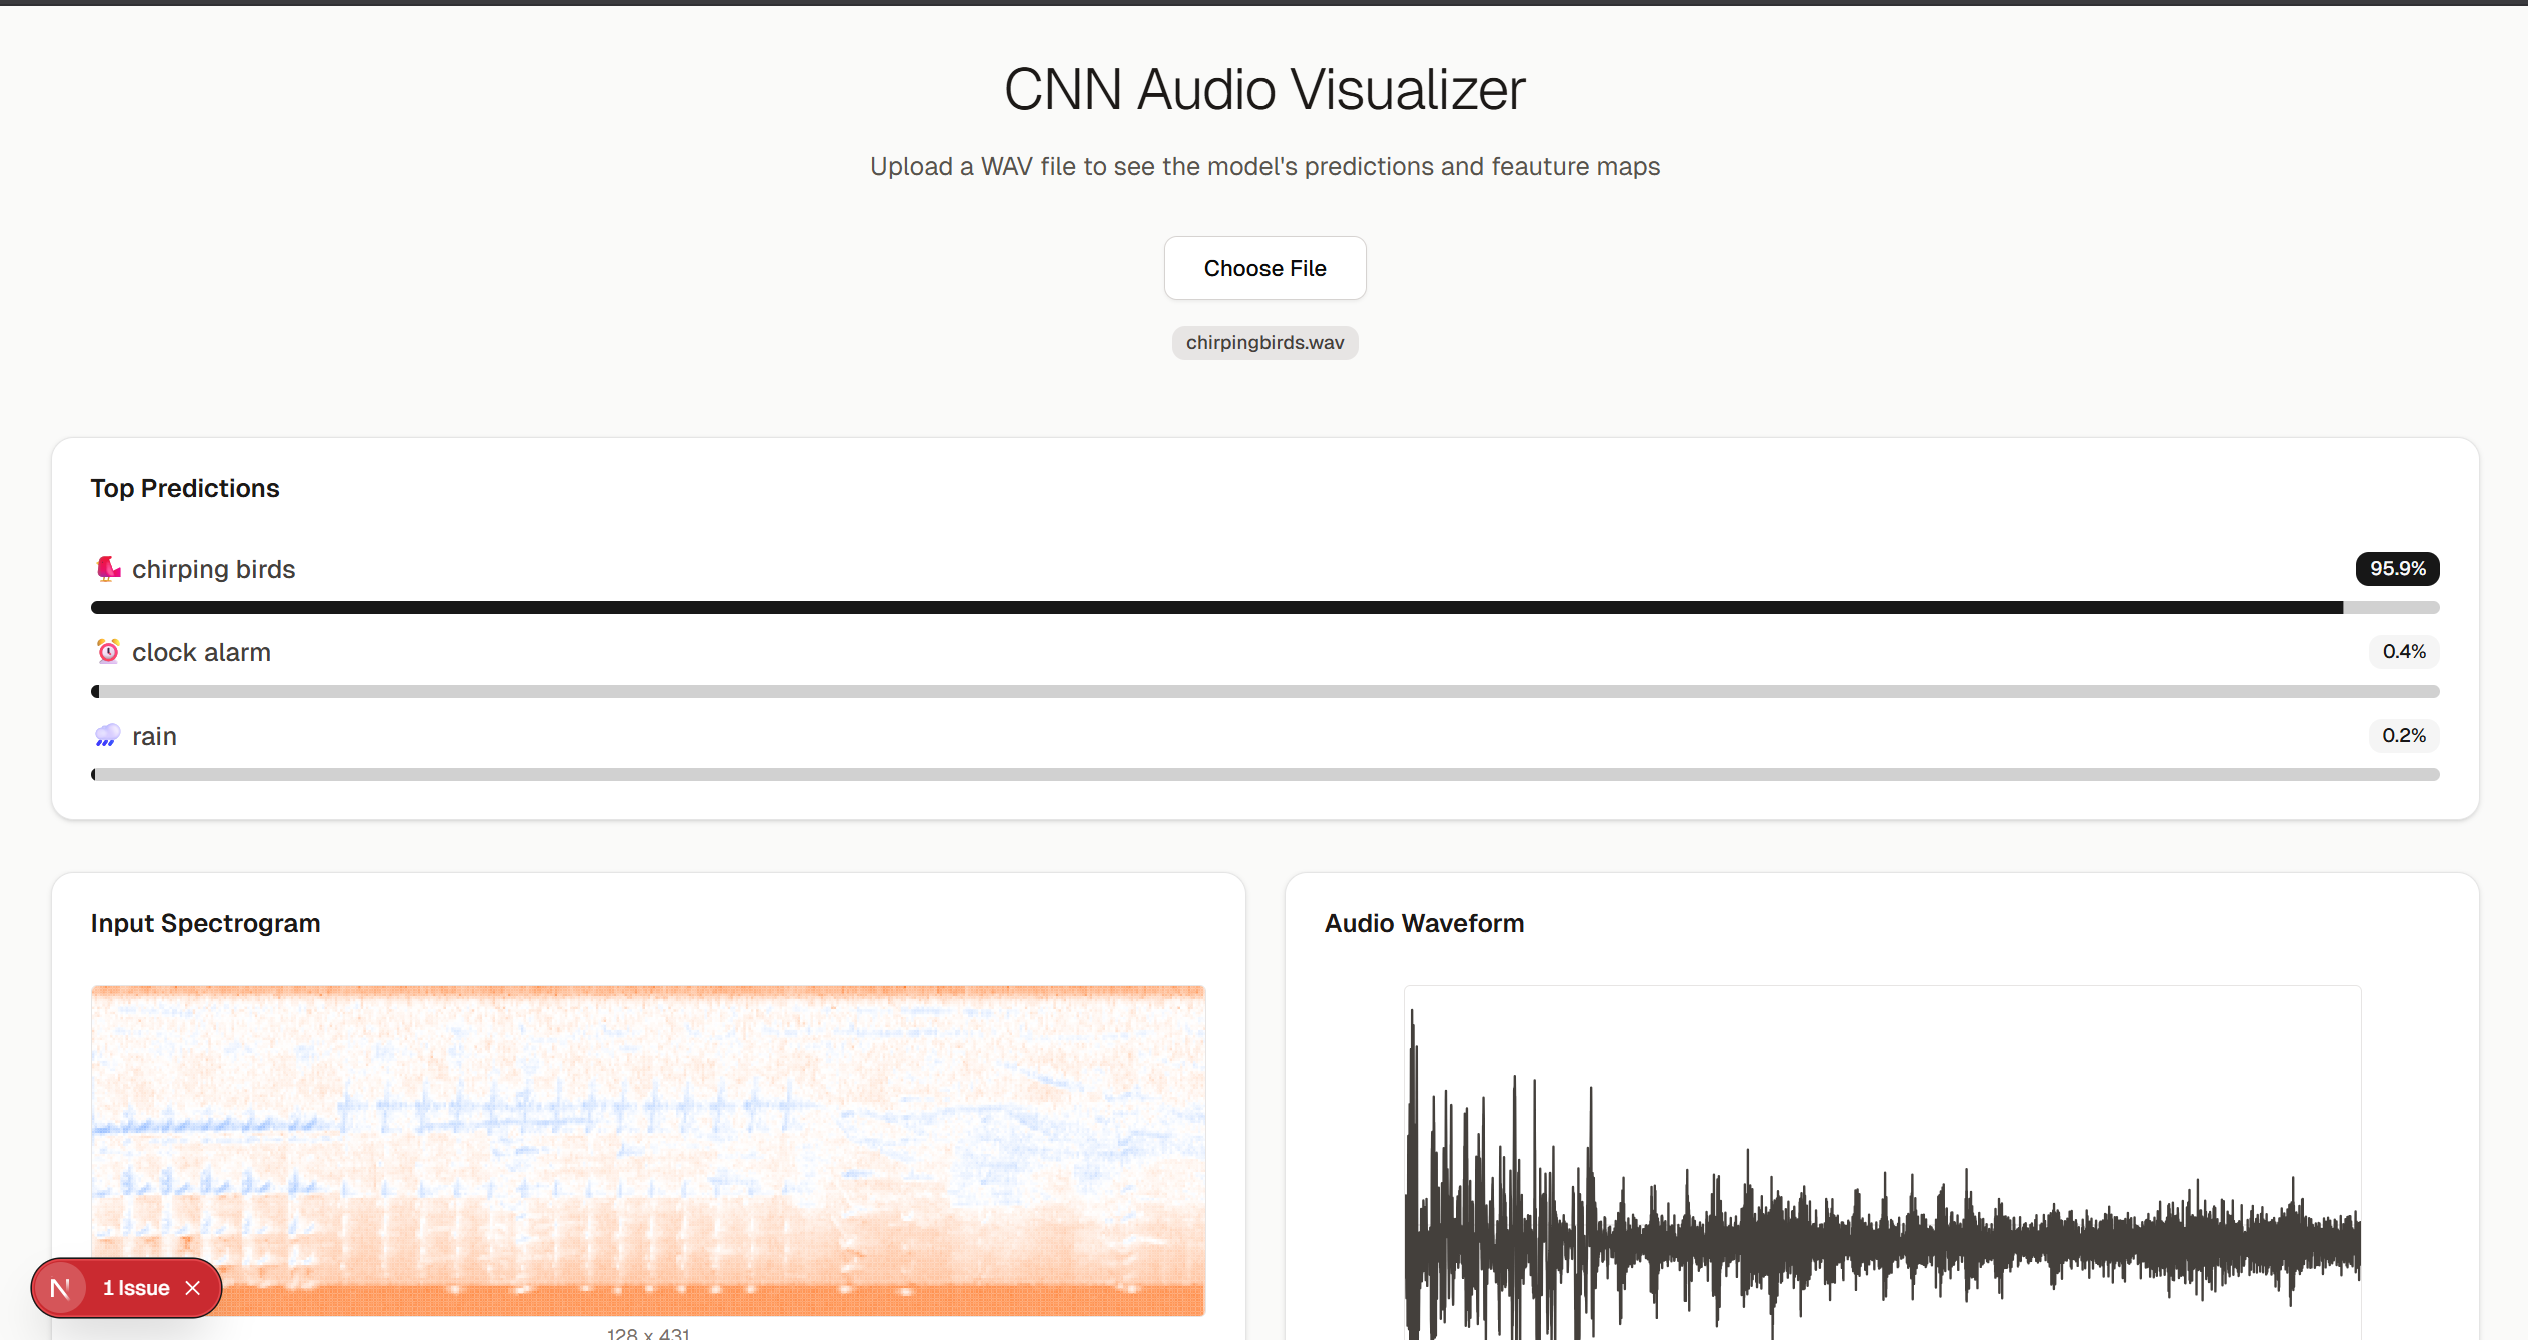 CNN Audio Visualizer
Upload a WAV file to see the model's predictions and feauture maps
Choose File
chirpingbirds.wav
Top Predictions
chirping birds
95.9%
clock alarm
0.4%
rain
0.2%
Input Spectrogram
128 x 431
Audio Waveform
N
1 Issue